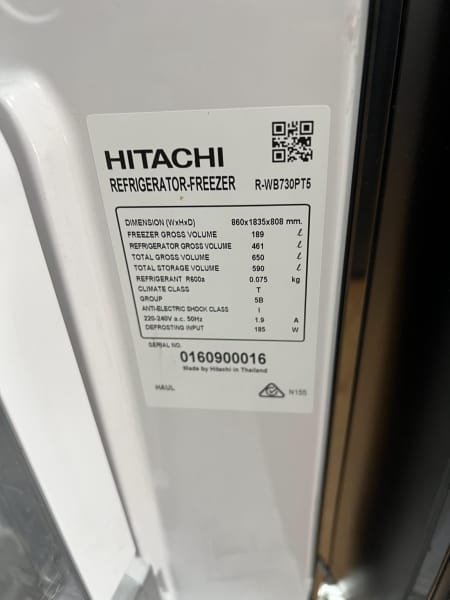 HITACHI
REFRIGERATOR-FREEZER R-WB730PT5
DIMENSION (WxHxD) 860x1835x808 mm.
FREEZER GROSS VOLUME 189 ℓ
REFRIGERATOR GROSS VOLUME 461 ℓ
TOTAL GROSS VOLUME 650 ℓ
TOTAL STORAGE VOLUME 590 ℓ
REFRIGERANT R600a 0.075 kg
CLIMATE CLASS T
GROUP 5B
ANTI-ELECTRIC SHOCK CLASS I
220-240V a.c. 50Hz 1.9 A
DEFROSTING INPUT 185 W
SERIAL NO.
0160900016
Made by Hitachi in Thailand
HAUL N155